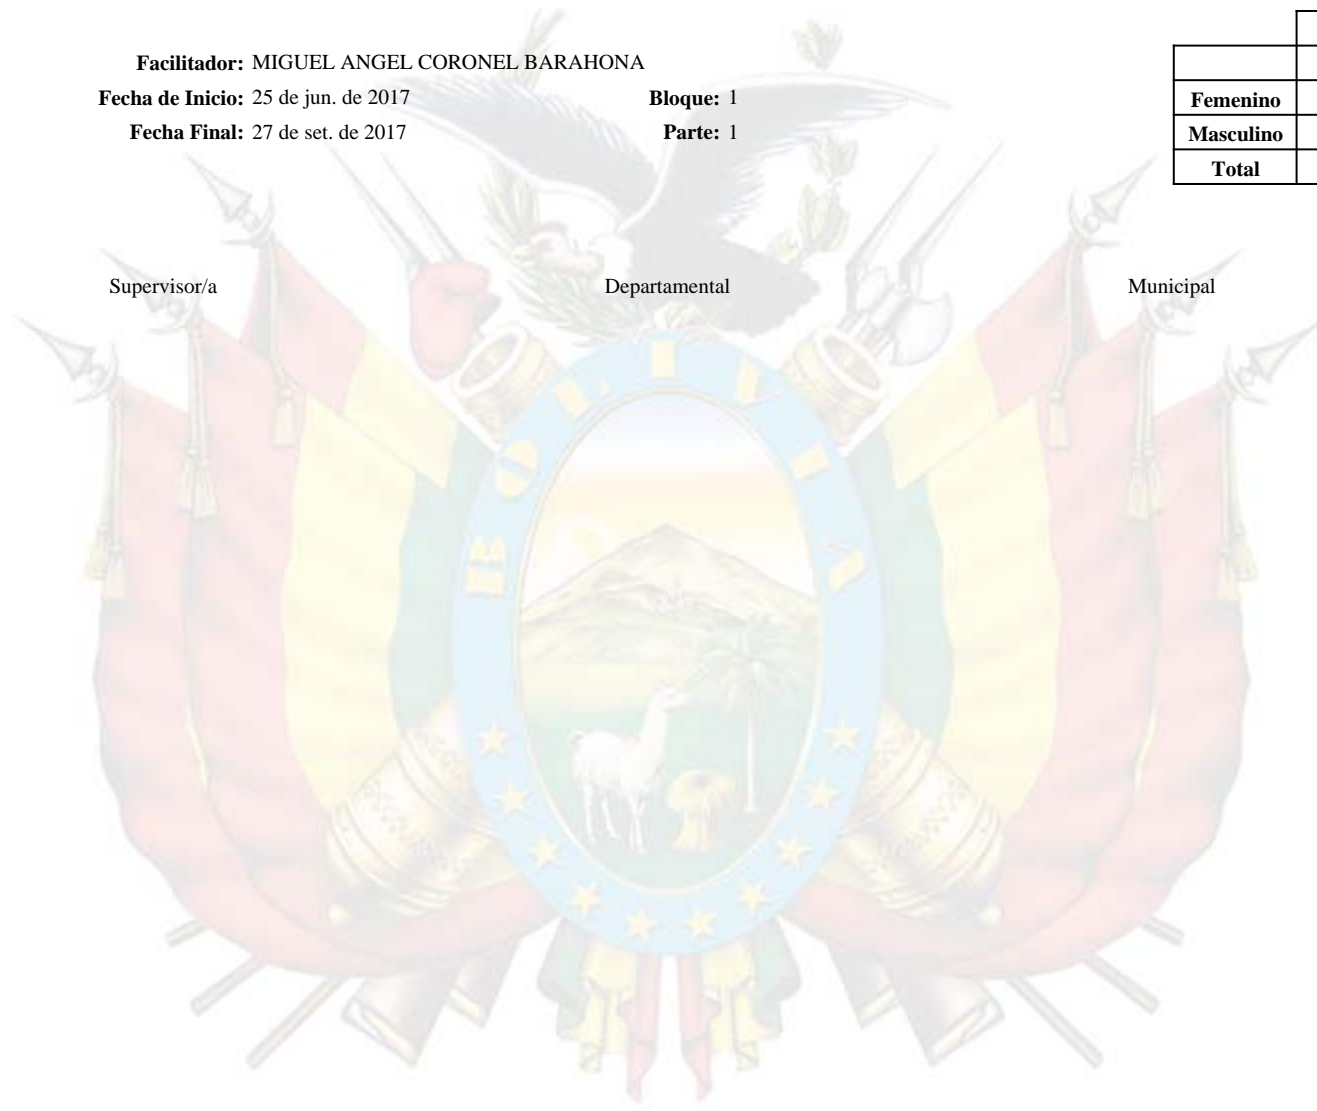 Facilitador: MIGUEL ANGEL CORONEL BARAHONA
Fecha de Inicio: 25 de jun. de 2017 Bloque: 1
Fecha Final: 27 de set. de 2017 Parte: 1
Femenino
Masculino
Total
Supervisor/a Departamental Municipal
BOLIVIA